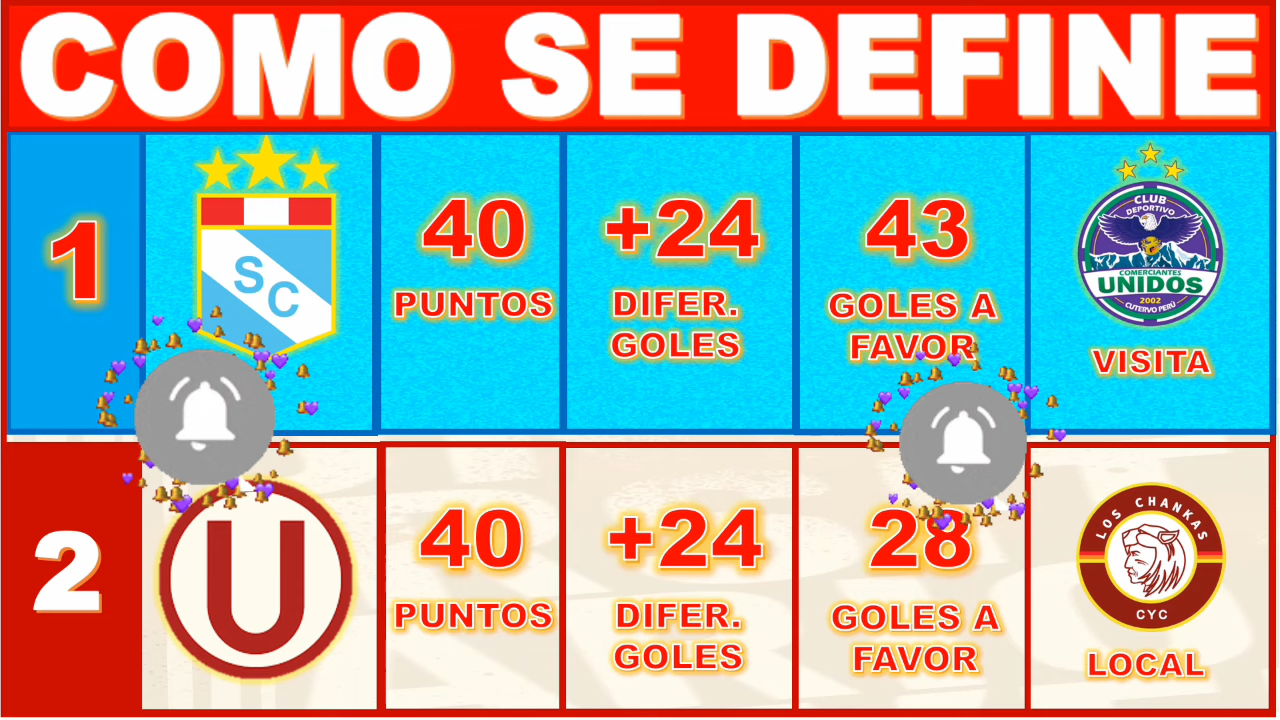 COMO SE DEFINE
1
SC
40
PUNTOS
+24
DIFER.
GOLES
43
GOLES A
FAVOR
CLUB
DEPORTIVO
COMERCIANTES
UNIDOS
2002
CUTERVO PERÚ
VISITA
2
U
40
PUNTOS
+24
DIFER.
GOLES
28
GOLES A
FAVOR
LOS CHANKAS
CYC
LOCAL